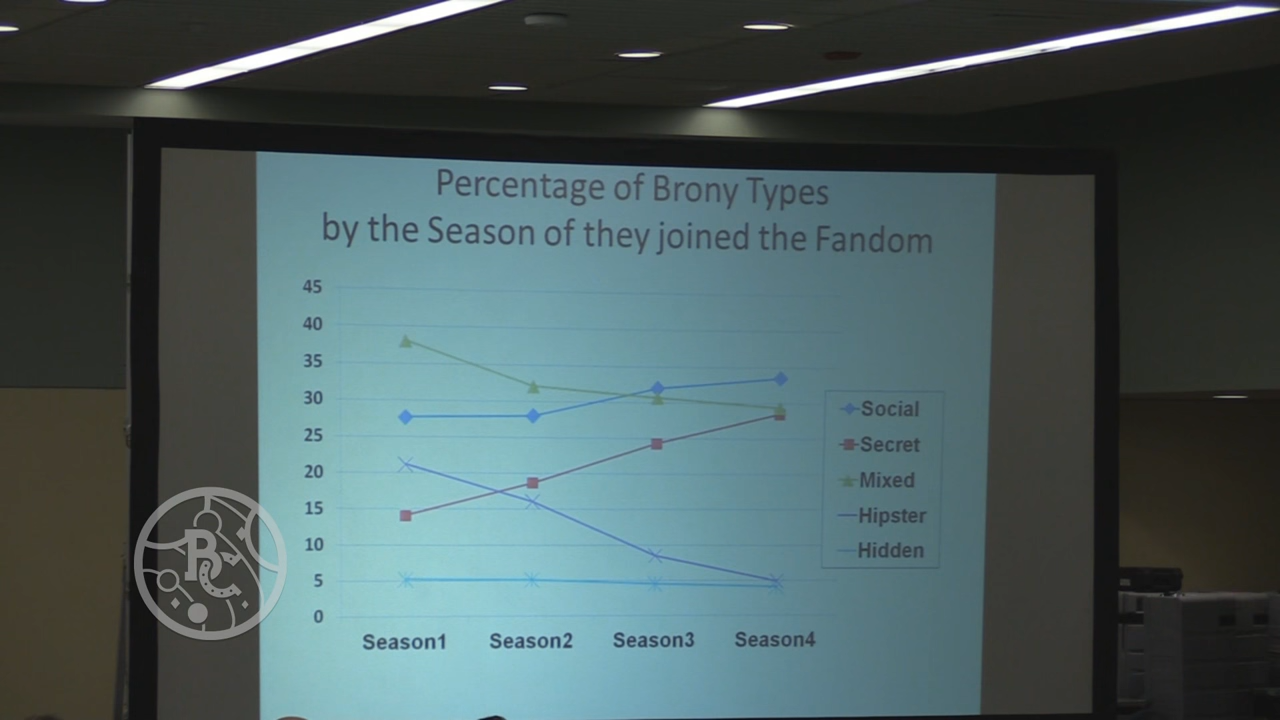 Percentage of Brony Types
by the Season of they joined the Fandom
45
40
35
30
25
20
15
10
5
0
Season1 Season2 Season3 Season4
Social
Secret
Mixed
Hipster
Hidden
BC